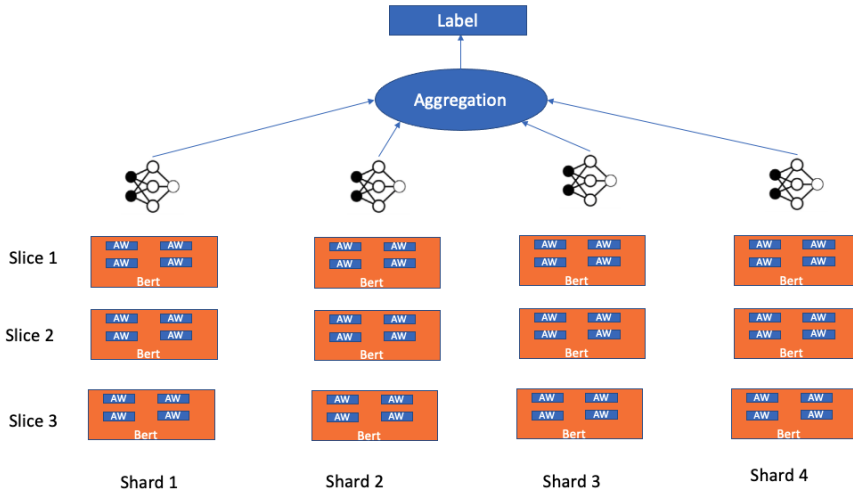 Label
Aggregation
Slice 1
AW AW AW AW AW AW AW AW
AW AW AW AW AW AW AW AW
Bert Bert Bert Bert
Slice 2
AW AW AW AW AW AW AW AW
AW AW AW AW AW AW AW AW
Bert Bert Bert Bert
Slice 3
AW AW AW AW AW AW AW AW
AW AW AW AW AW AW AW AW
Bert Bert Bert Bert
Shard 1 Shard 2 Shard 3 Shard 4